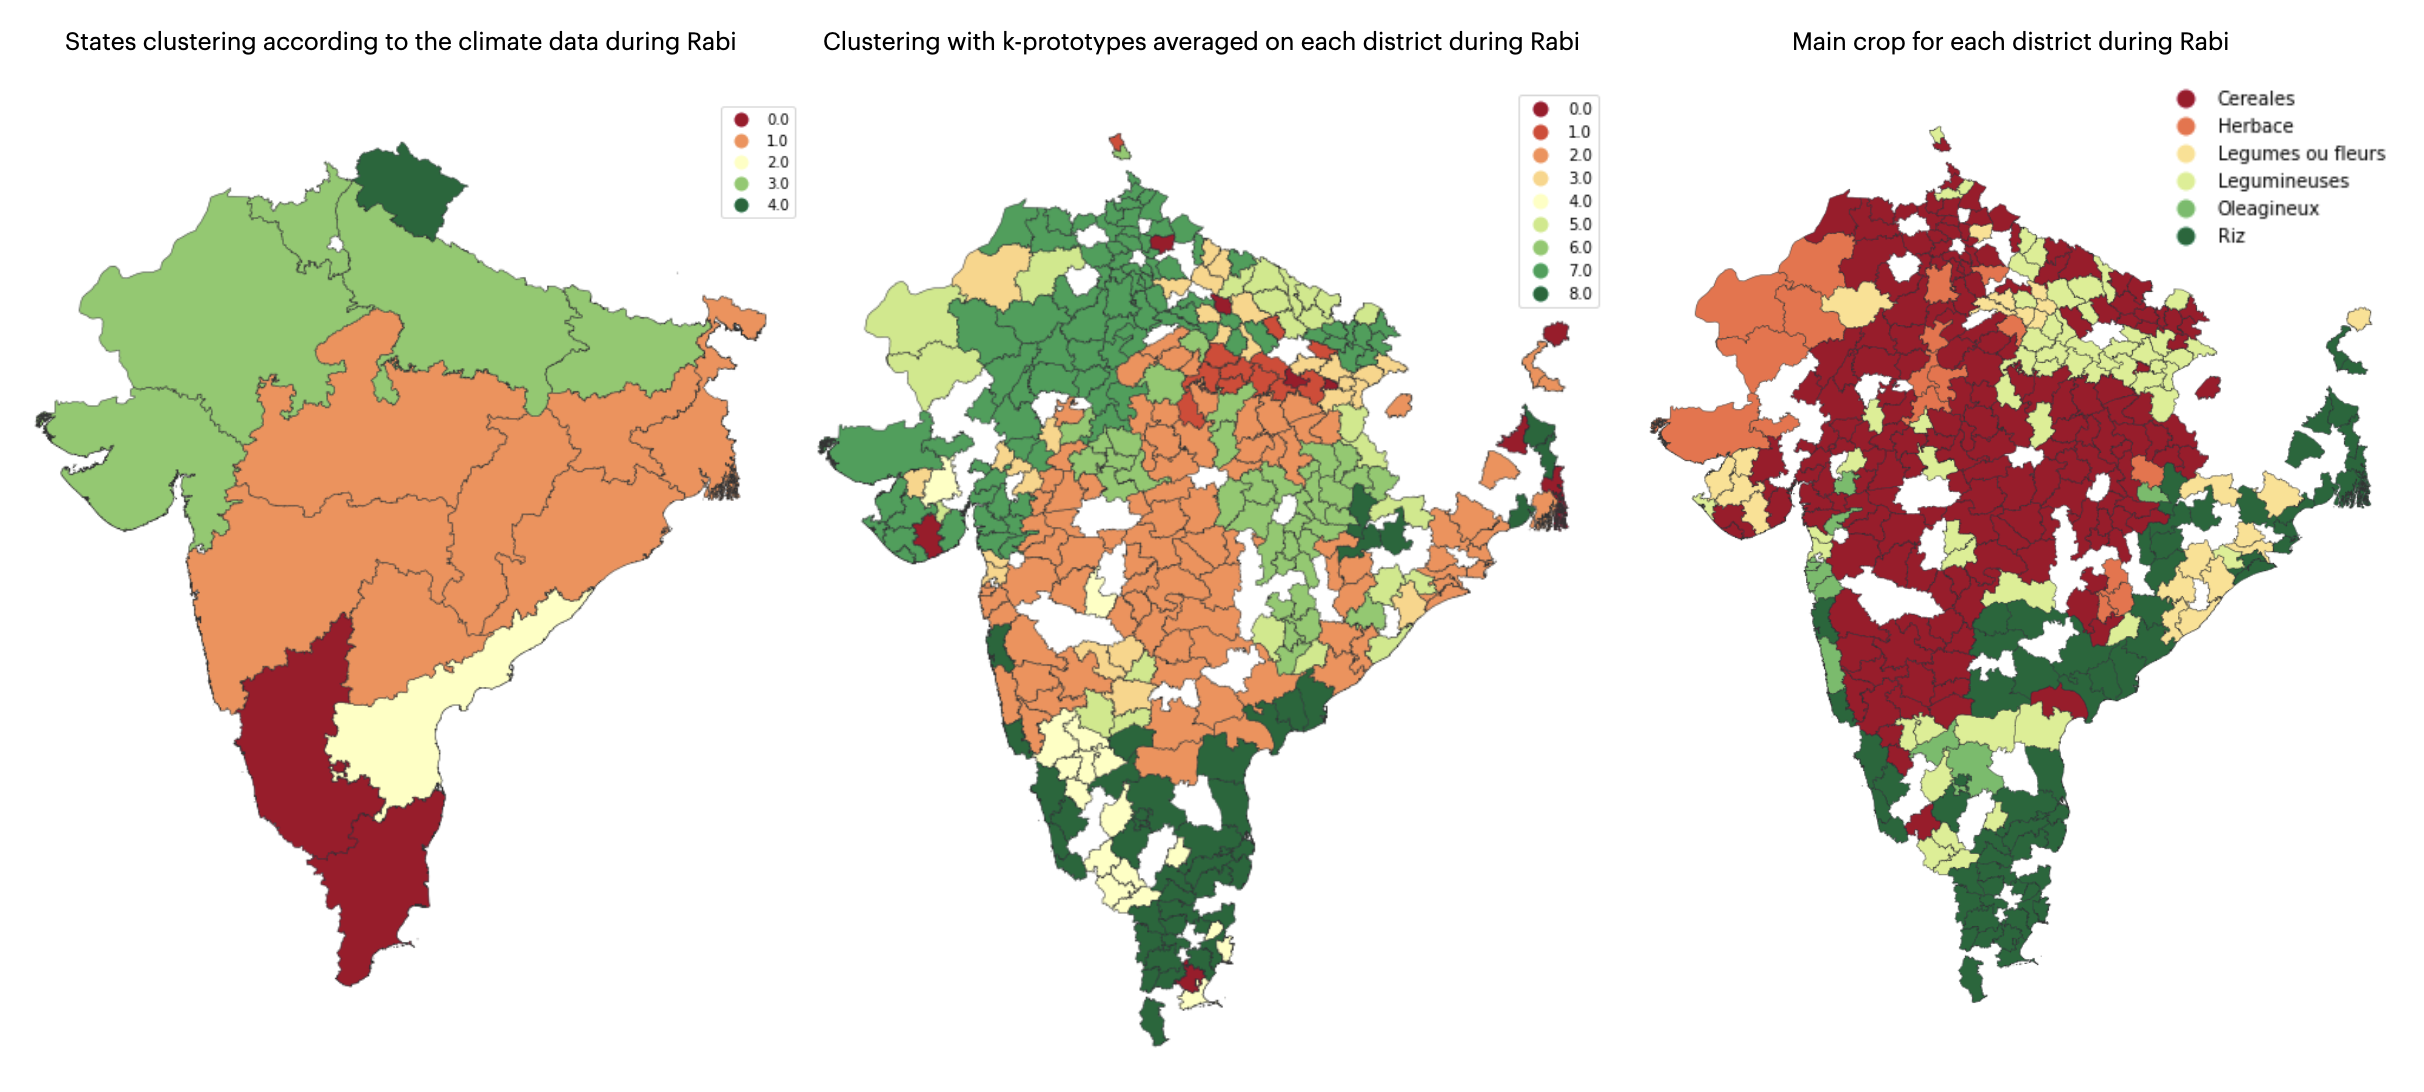 States clustering according to the climate data during Rabi
0.0
1.0
2.0
3.0
4.0
Clustering with k-prototypes averaged on each district during Rabi
0.0
1.0
2.0
3.0
4.0
5.0
6.0
7.0
8.0
Main crop for each district during Rabi
Cereales
Herbace
Legumes ou fleurs
Legumineuses
Oleagineux
Riz